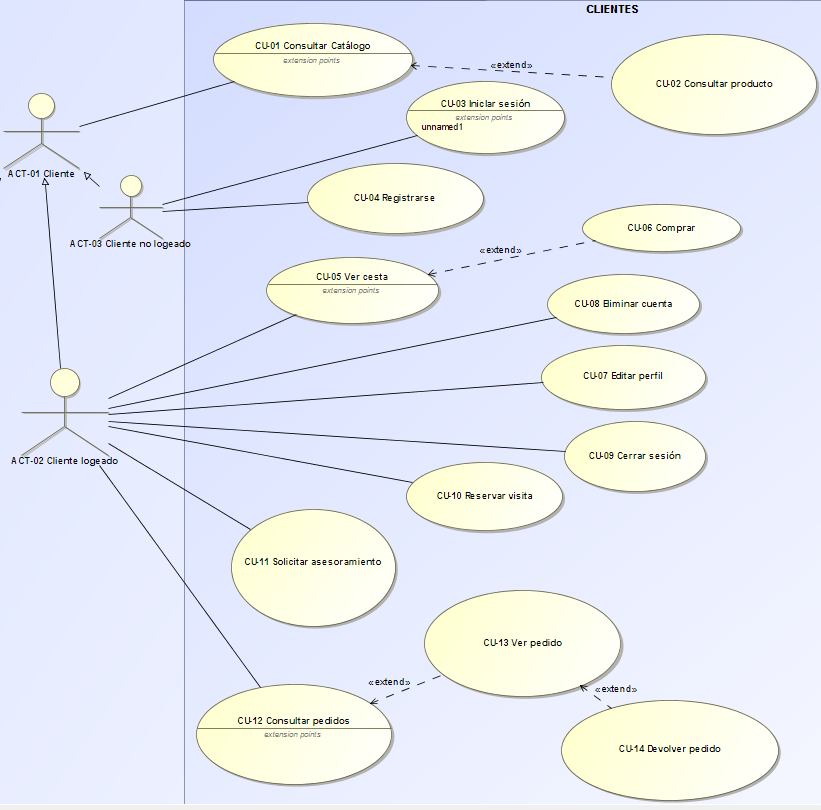 CLIENTES
CU-01 Consultar Catálogo
extension points
«extend»
CU-02 Consultar producto
CU-03 Iniciar sesión
extension points
unnamed1
ACT-01 Cliente
CU-04 Registrarse
ACT-03 Cliente no logeado
CU-06 Comprar
«extend»
CU-05 Ver cesta
extension points
CU-08 Eliminar cuenta
CU-07 Editar perfil
ACT-02 Cliente logeado
CU-09 Cerrar sesión
CU-10 Reservar visita
CU-11 Solicitar asesoramiento
CU-13 Ver pedido
«extend»
«extend»
CU-12 Consultar pedidos
extension points
CU-14 Devolver pedido